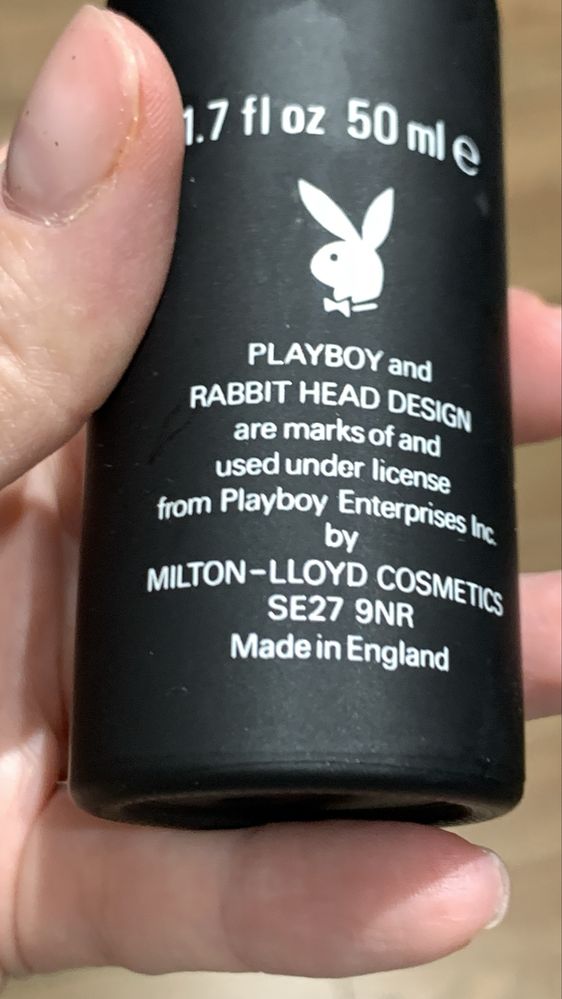 1.7 fl oz 50 ml e
PLAYBOY and
RABBIT HEAD DESIGN
are marks of and
used under license
from Playboy Enterprises Inc.
by
MILTON-LLOYD COSMETICS
SE27 9NR
Made in England